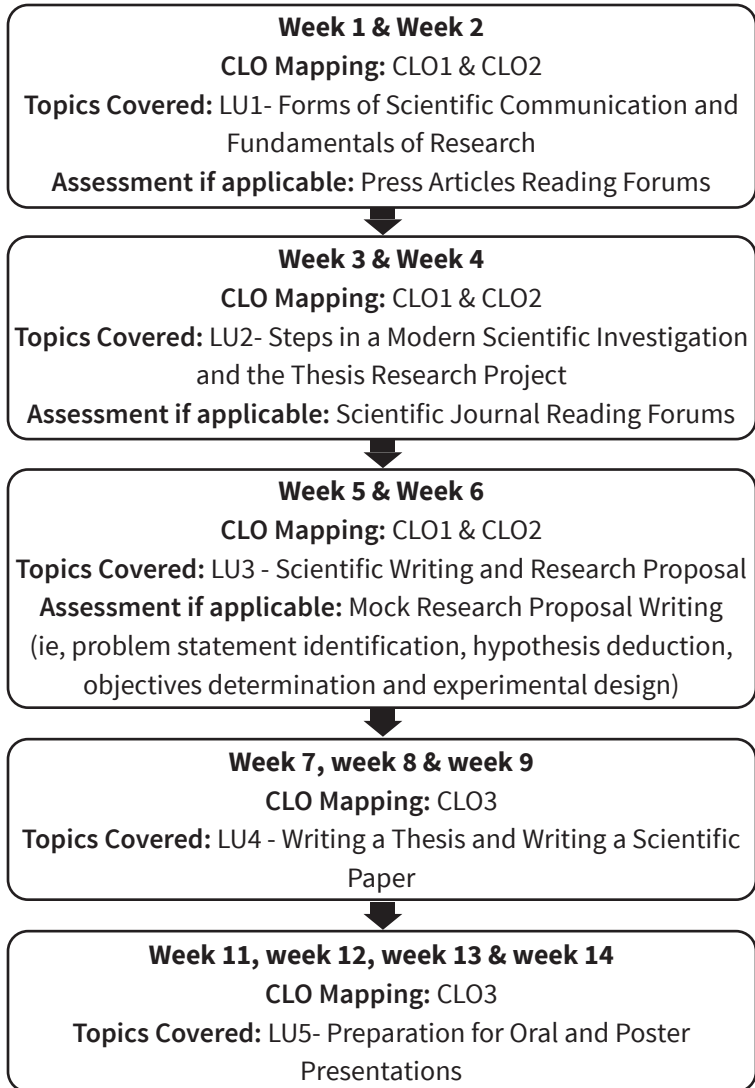 Week 1 & Week 2
CLO Mapping: CLO1 & CLO2
Topics Covered: LU1- Forms of Scientific Communication and
Fundamentals of Research
Assessment if applicable: Press Articles Reading Forums
Week 3 & Week 4
CLO Mapping: CLO1 & CLO2
Topics Covered: LU2- Steps in a Modern Scientific Investigation
and the Thesis Research Project
Assessment if applicable: Scientific Journal Reading Forums
Week 5 & Week 6
CLO Mapping: CLO1 & CLO2
Topics Covered: LU3 - Scientific Writing and Research Proposal
Assessment if applicable: Mock Research Proposal Writing
(ie, problem statement identification, hypothesis deduction,
objectives determination and experimental design)
Week 7, week 8 & week 9
CLO Mapping: CLO3
Topics Covered: LU4 - Writing a Thesis and Writing a Scientific
Paper
Week 11, week 12, week 13 & week 14
CLO Mapping: CLO3
Topics Covered: LU5- Preparation for Oral and Poster
Presentations